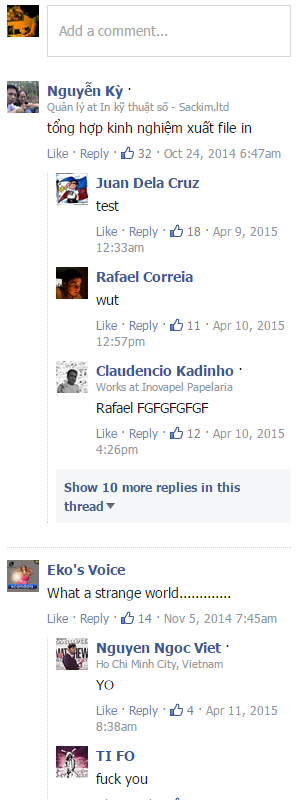 Add a comment...
Nguyễn Kỳ ·
Quản lý at In kỹ thuật số - Sackim.ltd
tổng hợp kinh nghiệm xuất file in
Like · Reply · 32 · Oct 24, 2014 6:47am
Juan Dela Cruz
test
Like · Reply · 18 · Apr 9, 2015
12:33am
Rafael Correia
wut
Like · Reply · 11 · Apr 10, 2015
12:57pm
Claudencio Kadinho ·
Works at Inovapel Papelaria
Rafael FGFGFGFGF
Like · Reply · 12 · Apr 10, 2015
4:26pm
Show 10 more replies in this
thread
Eko's Voice
scandals
What a strange world.............
Like · Reply · 14 · Nov 5, 2014 7:45am
Nguyen Ngoc Viet ·
Ho Chi Minh City, Vietnam
YO
Like · Reply · 4 · Apr 11, 2015
8:38am
TI FO
fuck you